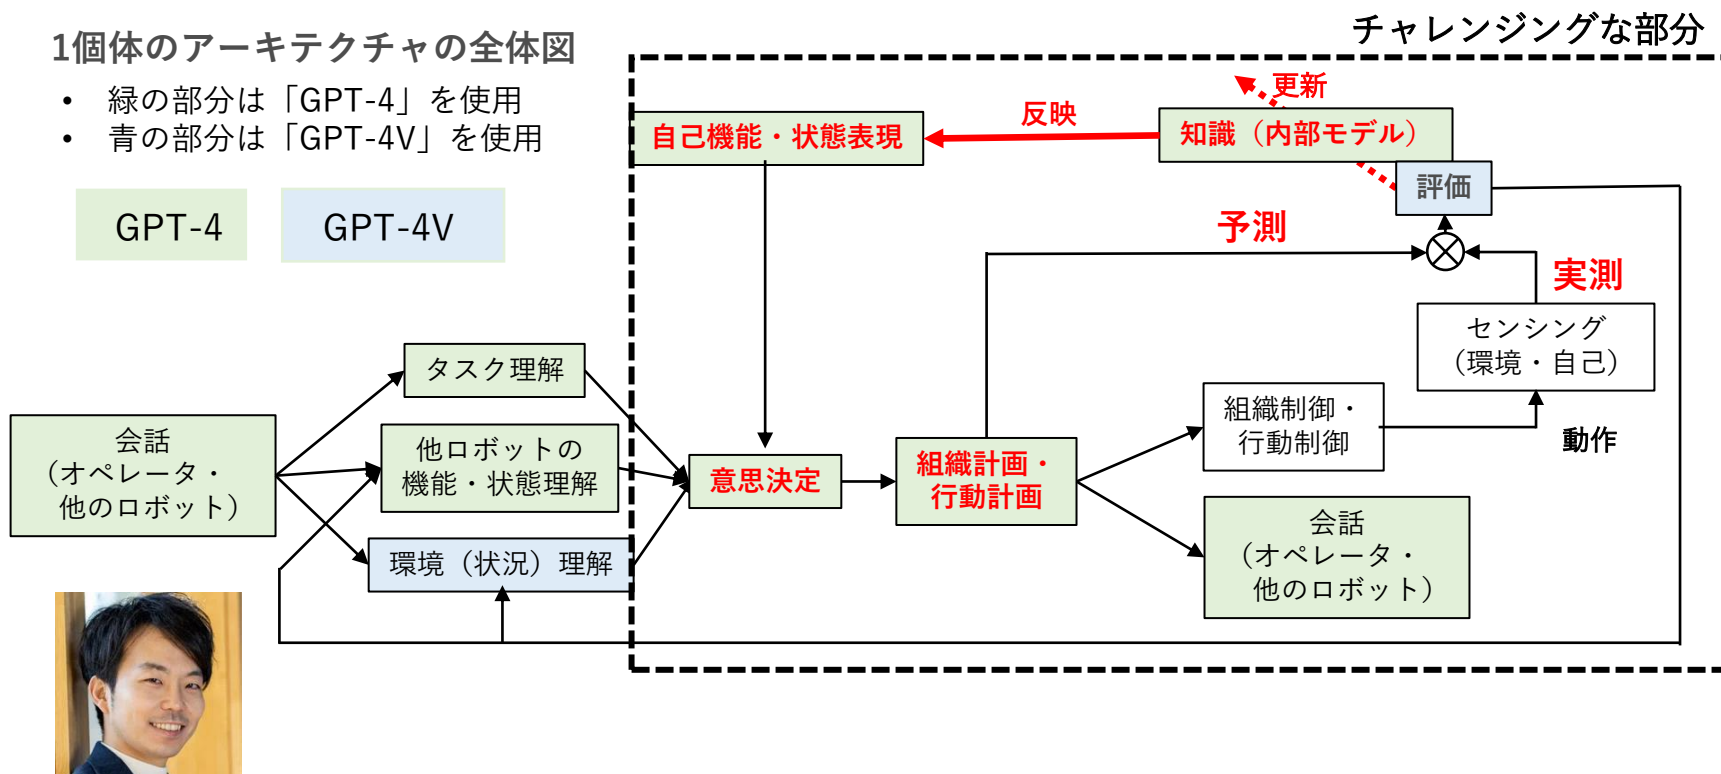 チャレンジングな部分
1個体のアーキテクチャの全体図
• 緑の部分は「GPT-4」を使用
• 青の部分は「GPT-4V」を使用
GPT-4
GPT-4V
更新
反映
自己機能・状態表現
知識（内部モデル）
評価
予測
実測
センシング
（環境・自己）
タスク理解
会話
（オペレータ・
他のロボット）
他ロボットの
機能・状態理解
環境（状況）理解
意思決定
組織計画・
行動計画
組織制御・
行動制御
動作
会話
（オペレータ・
他のロボット）